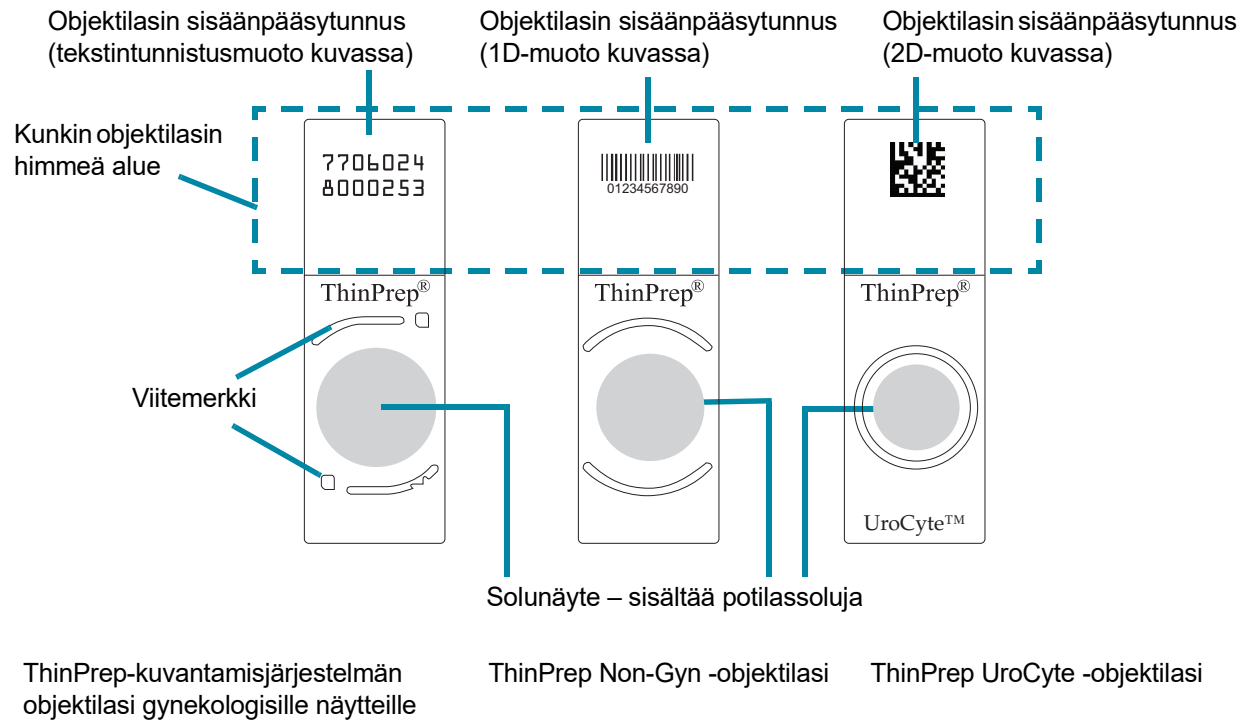 Objektilasin sisäänpääsytunnus
(tekstintunnistusmuoto kuvassa)
Objektilasin sisäänpääsytunnus
(1D-muoto kuvassa)
Objektilasin sisäänpääsytunnus
(2D-muoto kuvassa)
Kunkin objektilasin
himmeä alue
7706024
8000253
01234567890
ThinPrep®
ThinPrep®
ThinPrep®
Viitemerkki
UroCyte™
Solunäyte – sisältää potilassoluja
ThinPrep-kuvantamisjärjestelmän
objektilasi gynekologisille näytteille
ThinPrep Non-Gyn -objektilasi
ThinPrep UroCyte -objektilasi